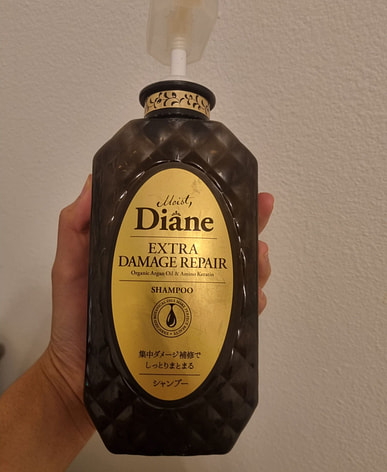 Moist,
Diane
EXTRA
DAMAGE REPAIR
Organic Argan Oil & Amino Keratin
SHAMPOO
集中ダメージ補修で
しっとりまとまる
シャンプー